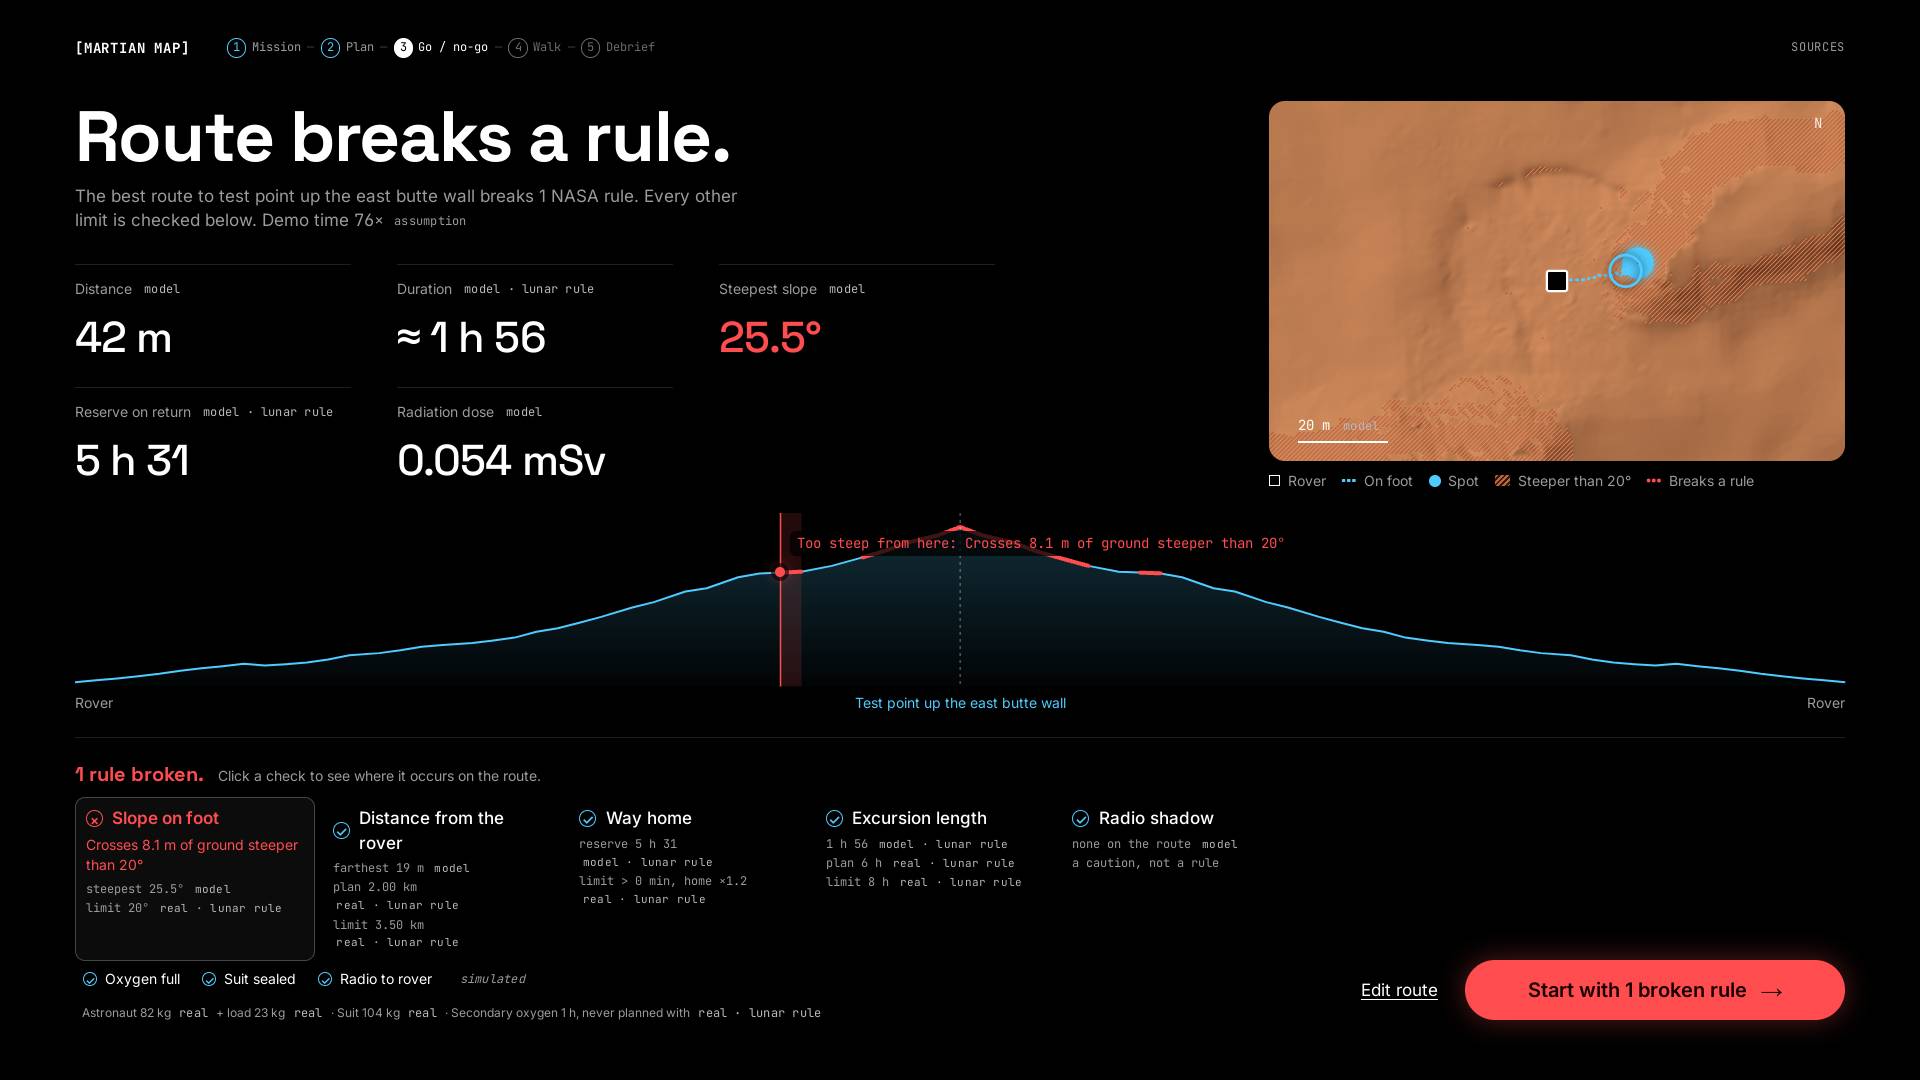 [MARTIAN MAP] 1 Mission — 2 Plan — 3 Go / no-go — 4 Walk — 5 Debrief SOURCES
Route breaks a rule.
The best route to test point up the east butte wall breaks 1 NASA rule. Every other
limit is checked below. Demo time 76× assumption
Distance model
42 m
Duration model · lunar rule
≈ 1 h 56
Steepest slope model
25.5°
Reserve on return model · lunar rule
5 h 31
Radiation dose model
0.054 mSv
N
20 m model
Rover On foot Spot Steeper than 20° Breaks a rule
Too steep from here: Crosses 8.1 m of ground steeper than 20°
Rover Test point up the east butte wall Rover
1 rule broken. Click a check to see where it occurs on the route.
Slope on foot
Crosses 8.1 m of ground steeper
than 20°
steepest 25.5° model
limit 20° real · lunar rule
Distance from the
rover
farthest 19 m model
plan 2.00 km
real · lunar rule
limit 3.50 km
real · lunar rule
Way home
reserve 5 h 31
model · lunar rule
limit > 0 min, home ×1.2
real · lunar rule
Excursion length
1 h 56 model · lunar rule
plan 6 h real · lunar rule
limit 8 h real · lunar rule
Radio shadow
none on the route model
a caution, not a rule
Oxygen full Suit sealed Radio to rover simulated
Astronaut 82 kg real + load 23 kg real · Suit 104 kg real · Secondary oxygen 1 h, never planned with real · lunar rule
Edit route
Start with 1 broken rule →